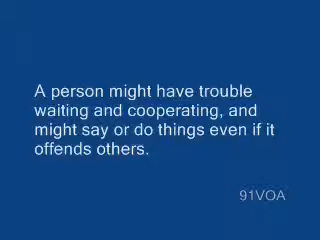 A person might have trouble
waiting and cooperating, and
might say or do things even if it
offends others.
91VOA